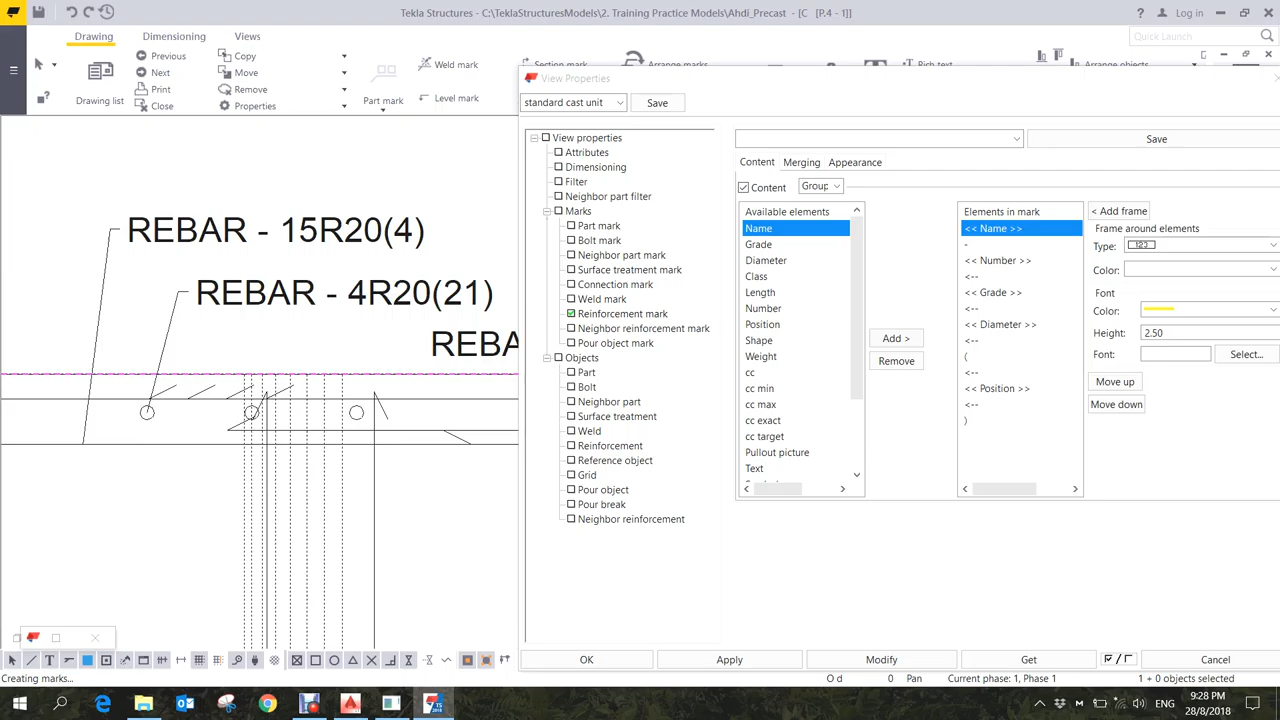 Tekla Structures - C:\TeklaStructuresModels\2. Training Practice Models\Ahdi_Precast - [C [P.4 - 1]]
Log in
Drawing
Dimensioning
Views
Quick Launch
Previous
Next
Print
Close
Drawing list
Copy
Move
Remove
Properties
Part mark
Weld mark
Level mark
Section mark
Arrange marks
Rich text
Arrange objects
View Properties
standard cast unit
Save
Save
View properties
Attributes
Dimensioning
Filter
Neighbor part filter
Marks
Part mark
Bolt mark
Neighbor part mark
Surface treatment mark
Connection mark
Weld mark
Reinforcement mark
Neighbor reinforcement mark
Pour object mark
Objects
Part
Bolt
Neighbor part
Surface treatment
Weld
Reinforcement
Reference object
Grid
Pour object
Pour break
Neighbor reinforcement
Content
Merging
Appearance
Content
Group
Available elements
Name
Grade
Diameter
Class
Length
Number
Position
Shape
Weight
cc
cc min
cc max
cc exact
cc target
Pullout picture
Text
Add >
Remove
Elements in mark
<< Name >>
-
<< Number >>
<--
<< Grade >>
<--
<< Diameter >>
<--
(
<--
<< Position >>
<--
)
< Add frame
Frame around elements
Type:
123
Color:
Font
Color:
Height:
2.50
Font:
Select...
Move up
Move down
REBAR - 15R20(4)
REBAR - 4R20(21)
REBA
OK
Apply
Modify
Get
Cancel
Creating marks...
O d
0
Pan
Current phase: 1, Phase 1
1 + 0 objects selected
9:28 PM
28/8/2018